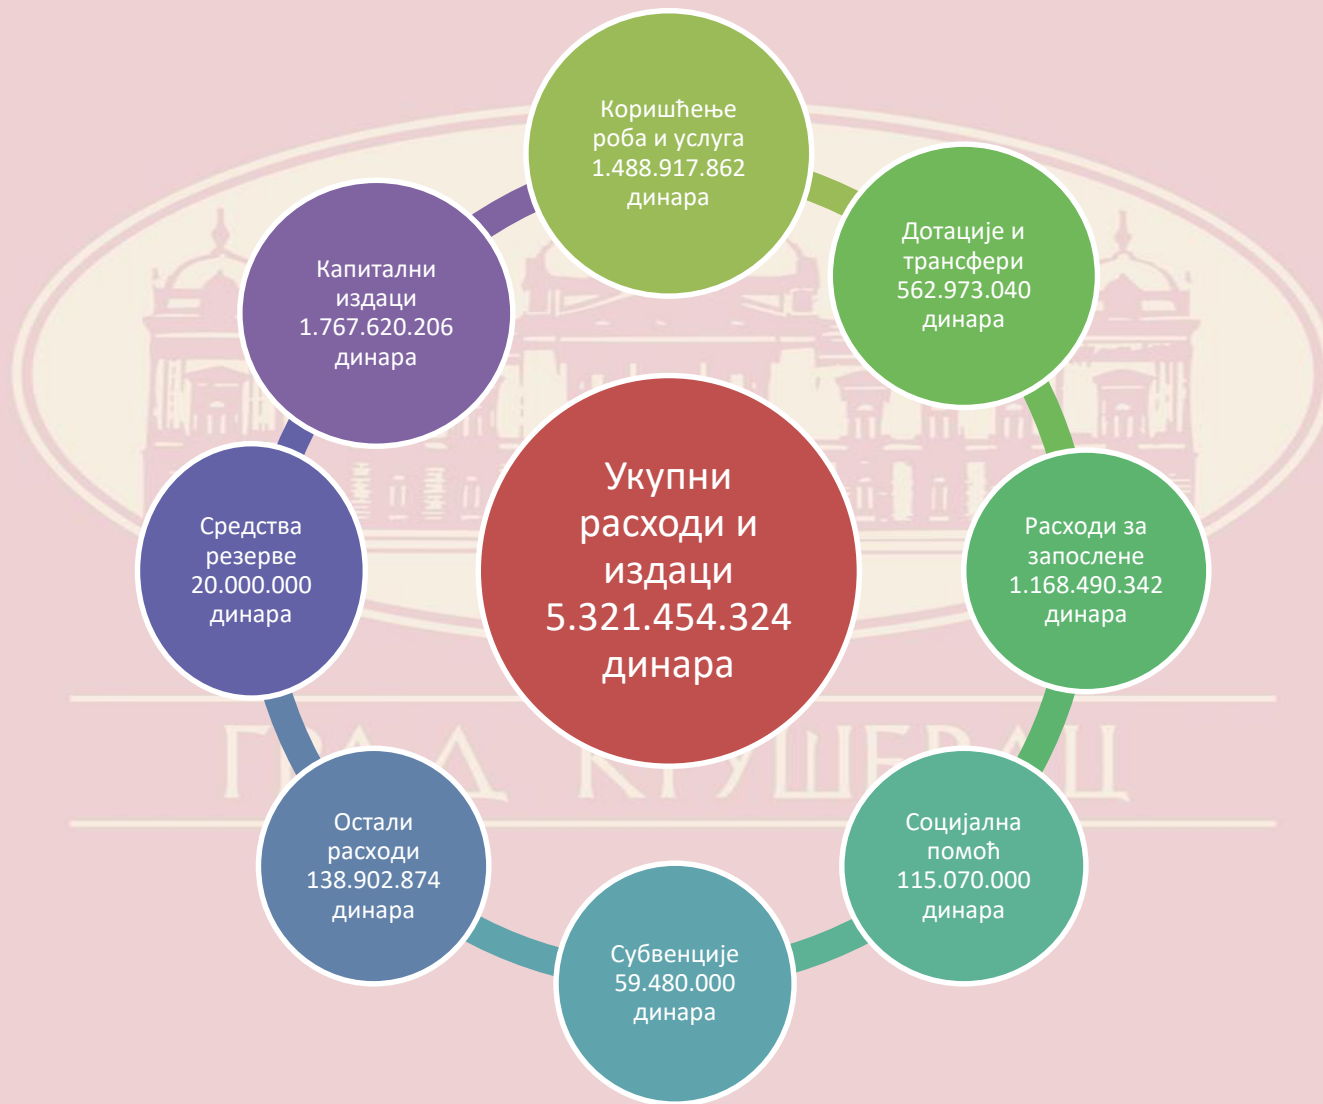 Коришћење
роба и услуга
1.488.917.862
динара
Дотације и
трансфери
562.973.040
динара
Капитални
издаци
1.767.620.206
динара
Укупни
расходи и
издаци
5.321.454.324
динара
Средства
резерве
20.000.000
динара
Расходи за
запослене
1.168.490.342
динара
ГРАД КРУШЕВАЦ
Остали
расходи
138.902.874
динара
Социјална
помоћ
115.070.000
динара
Субвенције
59.480.000
динара